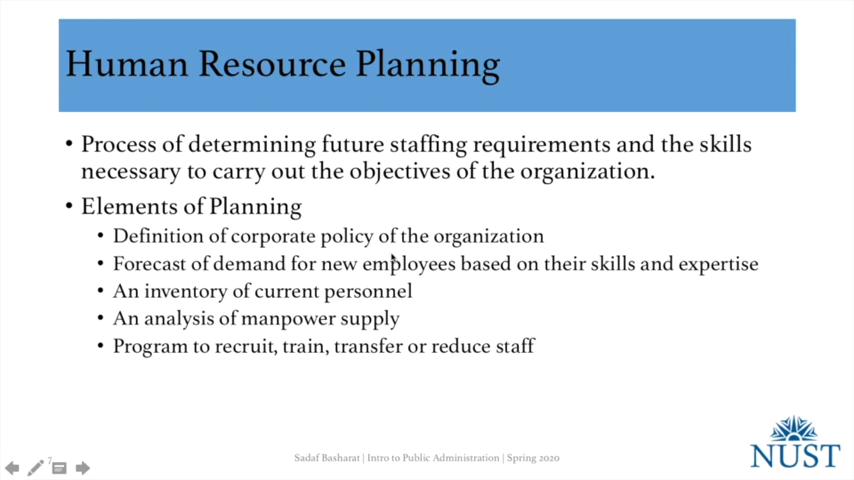 Human Resource Planning
• Process of determining future staffing requirements and the skills
necessary to carry out the objectives of the organization.
• Elements of Planning
• Definition of corporate policy of the organization
• Forecast of demand for new employees based on their skills and expertise
• An inventory of current personnel
• An analysis of manpower supply
• Program to recruit, train, transfer or reduce staff
7
Sadaf Basharat | Intro to Public Administration | Spring 2020
NUST